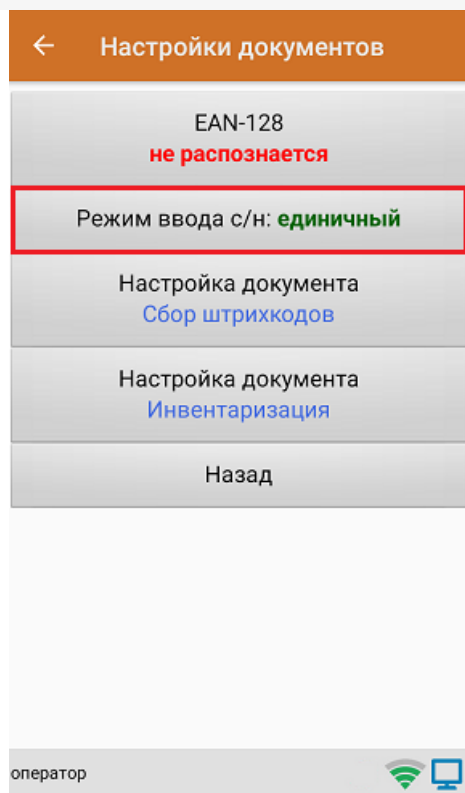 Настройки документов
EAN-128
не распознается
Режим ввода с/н: единичный
Настройка документа
Сбор штрихкодов
Настройка документа
Инвентаризация
Назад
оператор